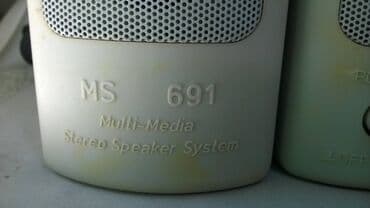 MS 691
Multi-Media
Stereo Speaker System